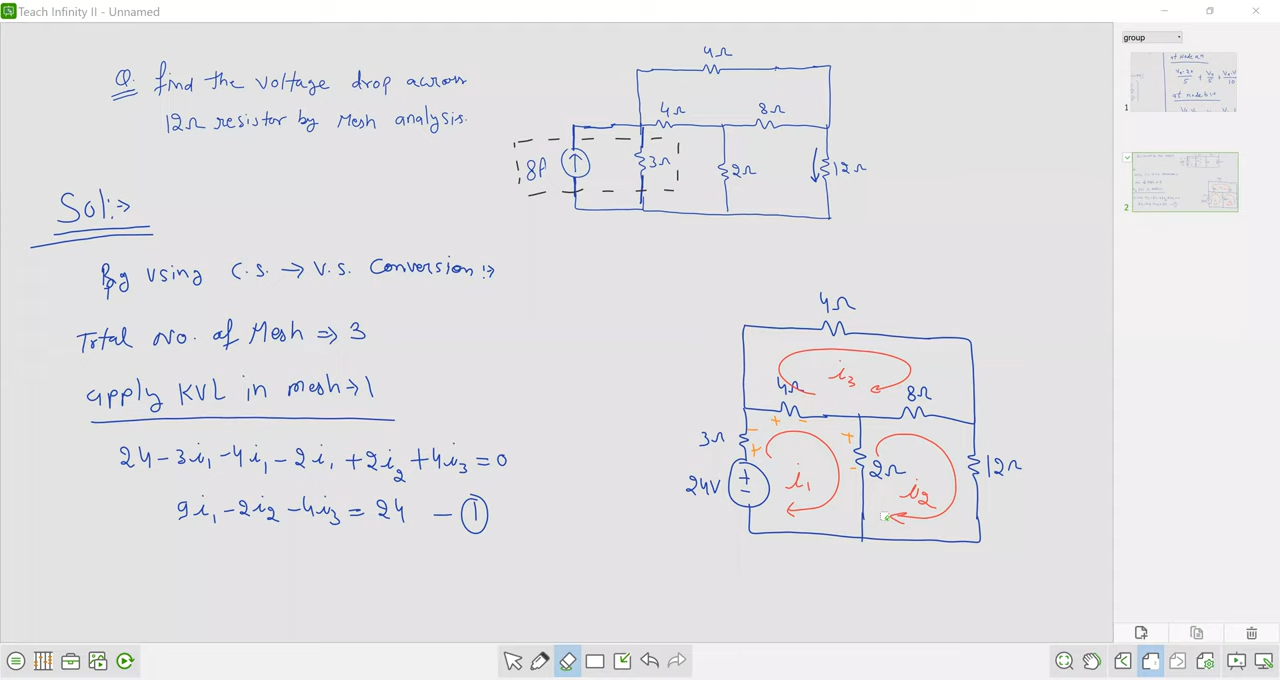 Teach Infinity II - Unnamed
Q. find the voltage drop across
12Ω resistor by Mesh analysis.
4Ω
4Ω
8Ω
8A
3Ω
2Ω
12Ω
Sol:→
By using C.S. → V.S. Conversion :→
Total No. of Mesh ⇒ 3
apply KVL in mesh→1
24 - 3i₁ - 4i₁ - 2i₁ + 2i₂ + 4i₃ = 0
9i₁ - 2i₂ - 4i₃ = 24 — ①
4Ω
i₃
4Ω
8Ω
3Ω
+ -
- +
+ -
24V
+ -
i₁
2Ω
i₂
12Ω
group
1
2